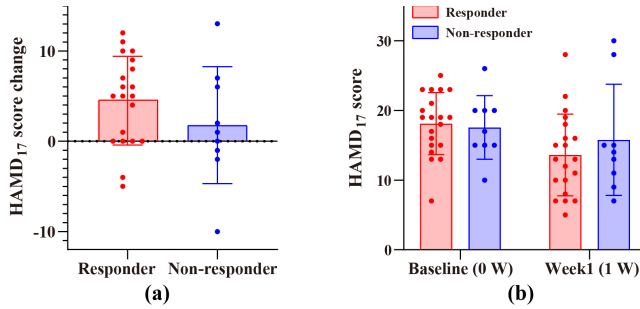 HAMD17 score change
10
0
-10
Responder
Non-responder
(a)
Responder
Non-responder
HAMD17 score
30
20
10
0
Baseline (0 W)
Week1 (1 W)
(b)